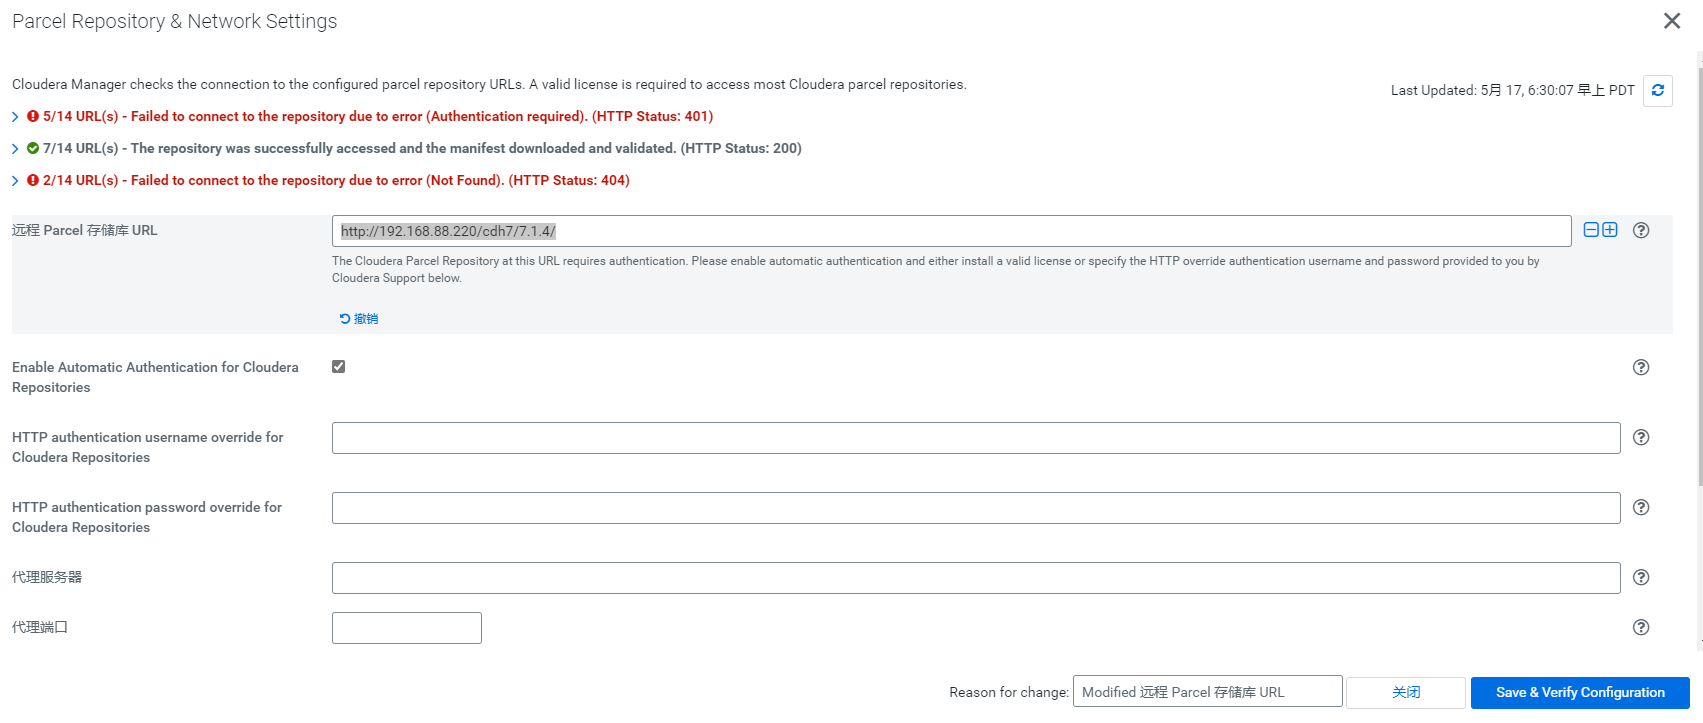 Parcel Repository & Network Settings
Cloudera Manager checks the connection to the configured parcel repository URLs. A valid license is required to access most Cloudera parcel repositories.
Last Updated: 5月 17, 6:30:07 早上 PDT
5/14 URL(s) - Failed to connect to the repository due to error (Authentication required). (HTTP Status: 401)
7/14 URL(s) - The repository was successfully accessed and the manifest downloaded and validated. (HTTP Status: 200)
2/14 URL(s) - Failed to connect to the repository due to error (Not Found). (HTTP Status: 404)
远程 Parcel 存储库 URL
http://192.168.88.220/cdh7/7.1.4/
The Cloudera Parcel Repository at this URL requires authentication. Please enable automatic authentication and either install a valid license or specify the HTTP override authentication username and password provided to you by
Cloudera Support below.
撤销
Enable Automatic Authentication for Cloudera
Repositories
HTTP authentication username override for
Cloudera Repositories
HTTP authentication password override for
Cloudera Repositories
代理服务器
代理端口
Reason for change:
Modified 远程 Parcel 存储库 URL
关闭
Save & Verify Configuration